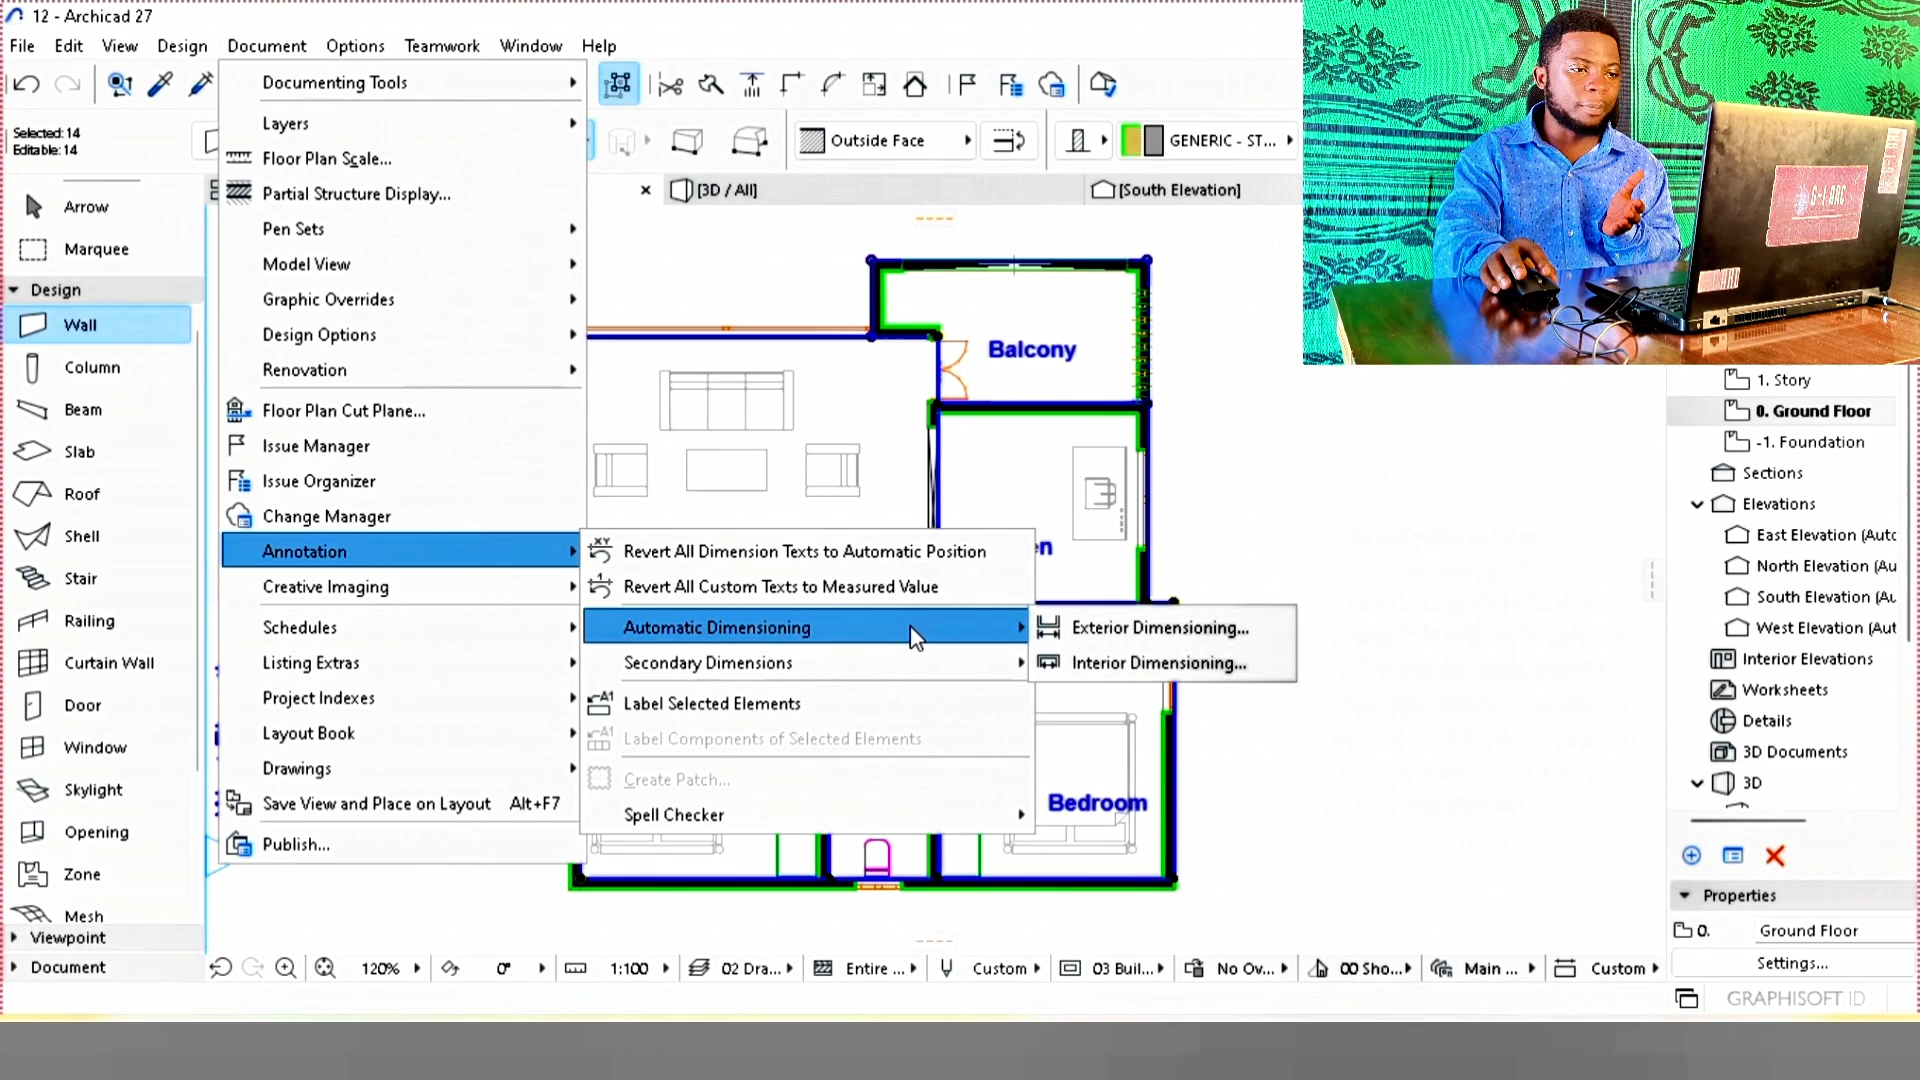 12 - Archicad 27
File Edit View Design Document Options Teamwork Window Help
Selected: 14
Editable: 14
Outside Face
GENERIC - ST...
[3D / All]
[South Elevation]
Arrow
Marquee
Design
Wall
Column
Beam
Slab
Roof
Shell
Stair
Railing
Curtain Wall
Door
Window
Skylight
Opening
Zone
Mesh
Viewpoint
Document
Documenting Tools
Layers
Floor Plan Scale...
Partial Structure Display...
Pen Sets
Model View
Graphic Overrides
Design Options
Renovation
Floor Plan Cut Plane...
Issue Manager
Issue Organizer
Change Manager
Annotation
Creative Imaging
Schedules
Listing Extras
Project Indexes
Layout Book
Drawings
Save View and Place on Layout Alt+F7
Publish...
Revert All Dimension Texts to Automatic Position
Revert All Custom Texts to Measured Value
Automatic Dimensioning
Secondary Dimensions
Label Selected Elements
Label Components of Selected Elements
Create Patch...
Spell Checker
Exterior Dimensioning...
Interior Dimensioning...
Balcony
en
Bedroom
G-1 ARC
1. Story
0. Ground Floor
-1. Foundation
Sections
Elevations
East Elevation (Autc
North Elevation (Au
South Elevation (Au
West Elevation (Aut
Interior Elevations
Worksheets
Details
3D Documents
3D
Properties
0. Ground Floor
Settings...
120% 0° 1:100 02 Dra... Entire ... Custom 03 Buil... No Ov... 00 Sho... Main ... Custom
GRAPHISOFT ID